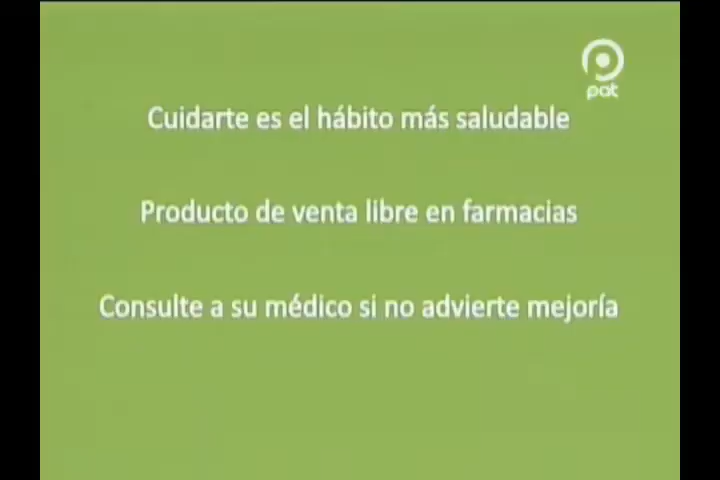 pat
Cuidarte es el hábito más saludable
Producto de venta libre en farmacias
Consulte a su médico si no advierte mejoría